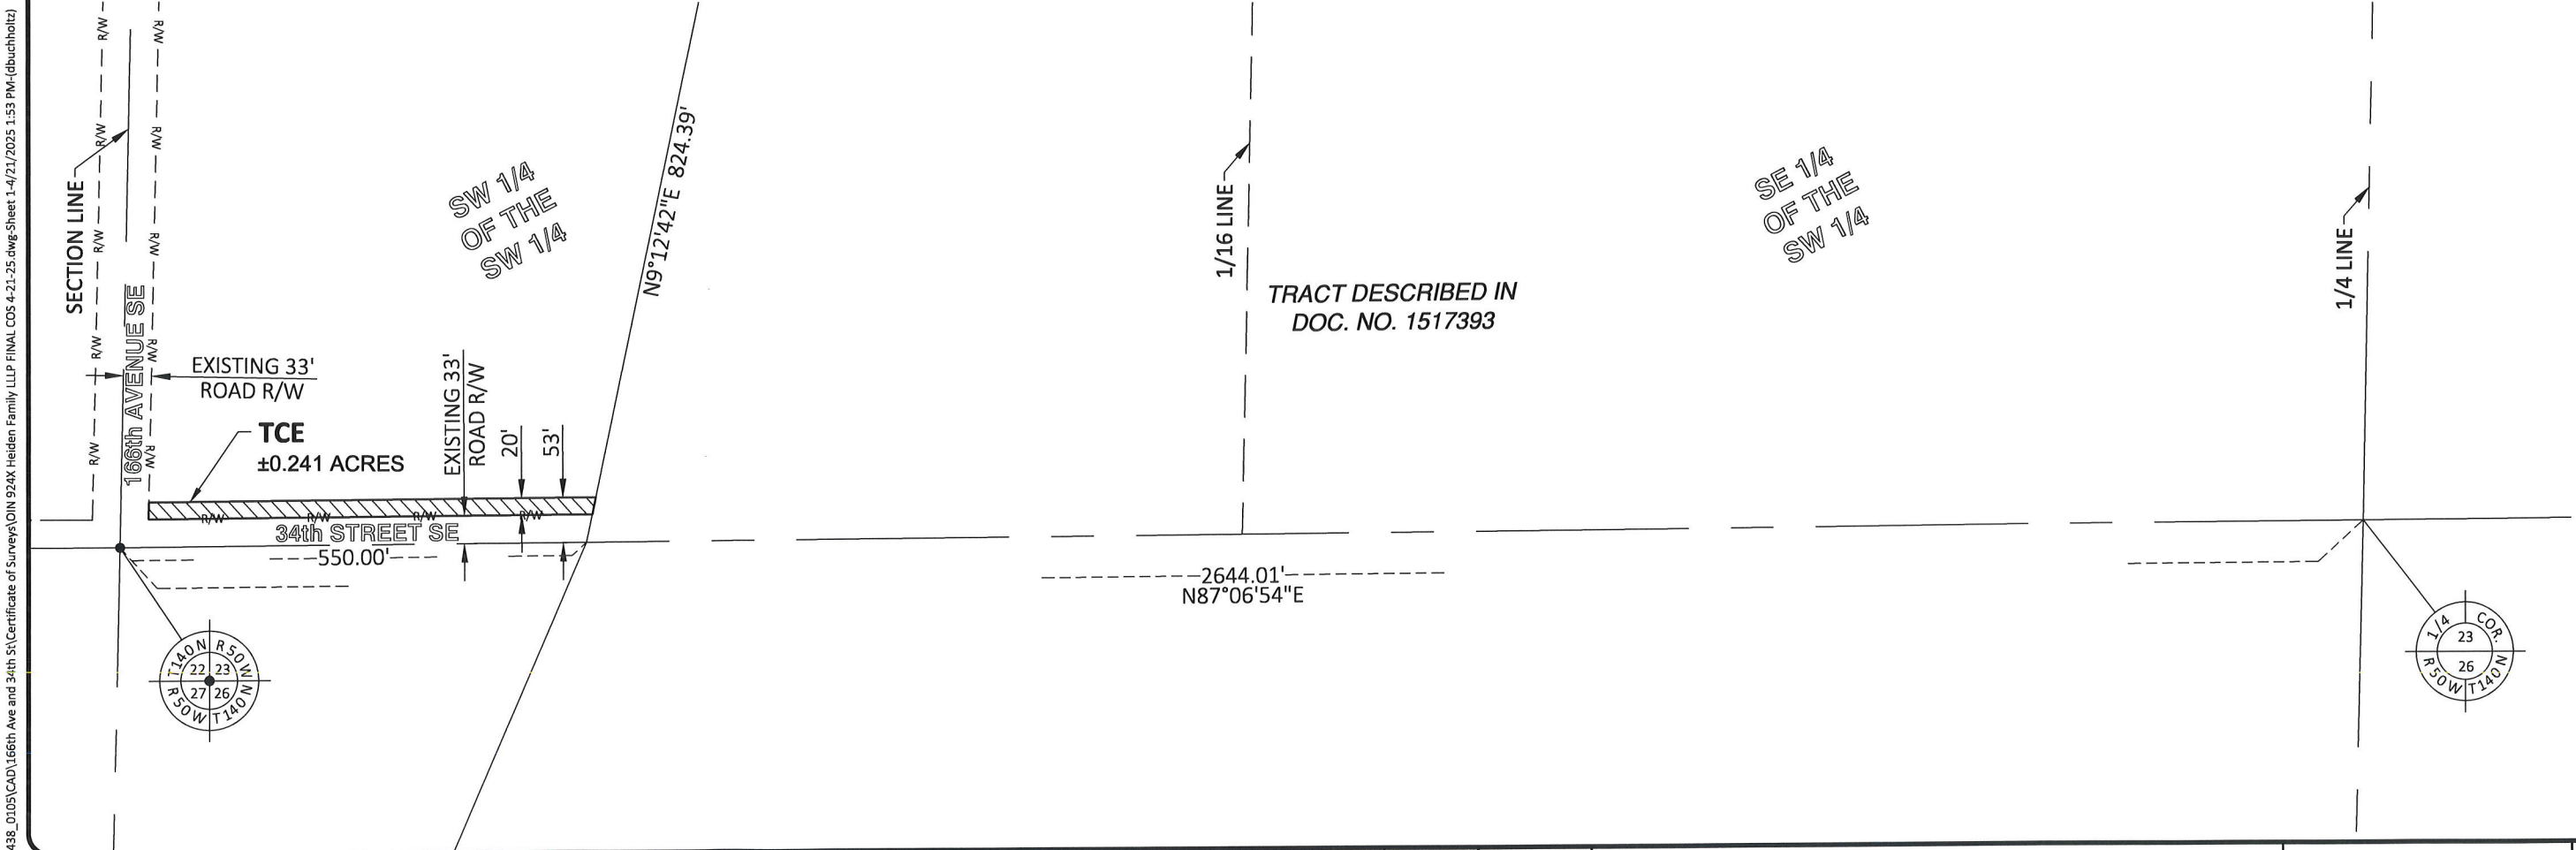 438_0105\CAD\166th Ave and 34th St\Certificate of Surveys\OIN 924X Heiden Family LLLP FINAL COS 4-21-25.dwg-Sheet 1-4/21/2025 1:53 PM-(dbuchholtz)
R/W
R/W
R/W
R/W
R/W
R/W
R/W
R/W
R/W
R/W
SECTION LINE
166th AVENUE SE
EXISTING 33'
ROAD R/W
SW 1/4
OF THE
SW 1/4
N9°12'42"E 824.39'
1/16 LINE
SE 1/4
OF THE
SW 1/4
1/4 LINE
TRACT DESCRIBED IN
DOC. NO. 1517393
TCE
±0.241 ACRES
EXISTING 33'
ROAD R/W
20'
53'
R/W
R/W
R/W
R/W
34th STREET SE
550.00'
2644.01'
N87°06'54"E
T140N R50W
22 23
27 26
R50W T140N
1/4 COR.
23
26
R50W T140N